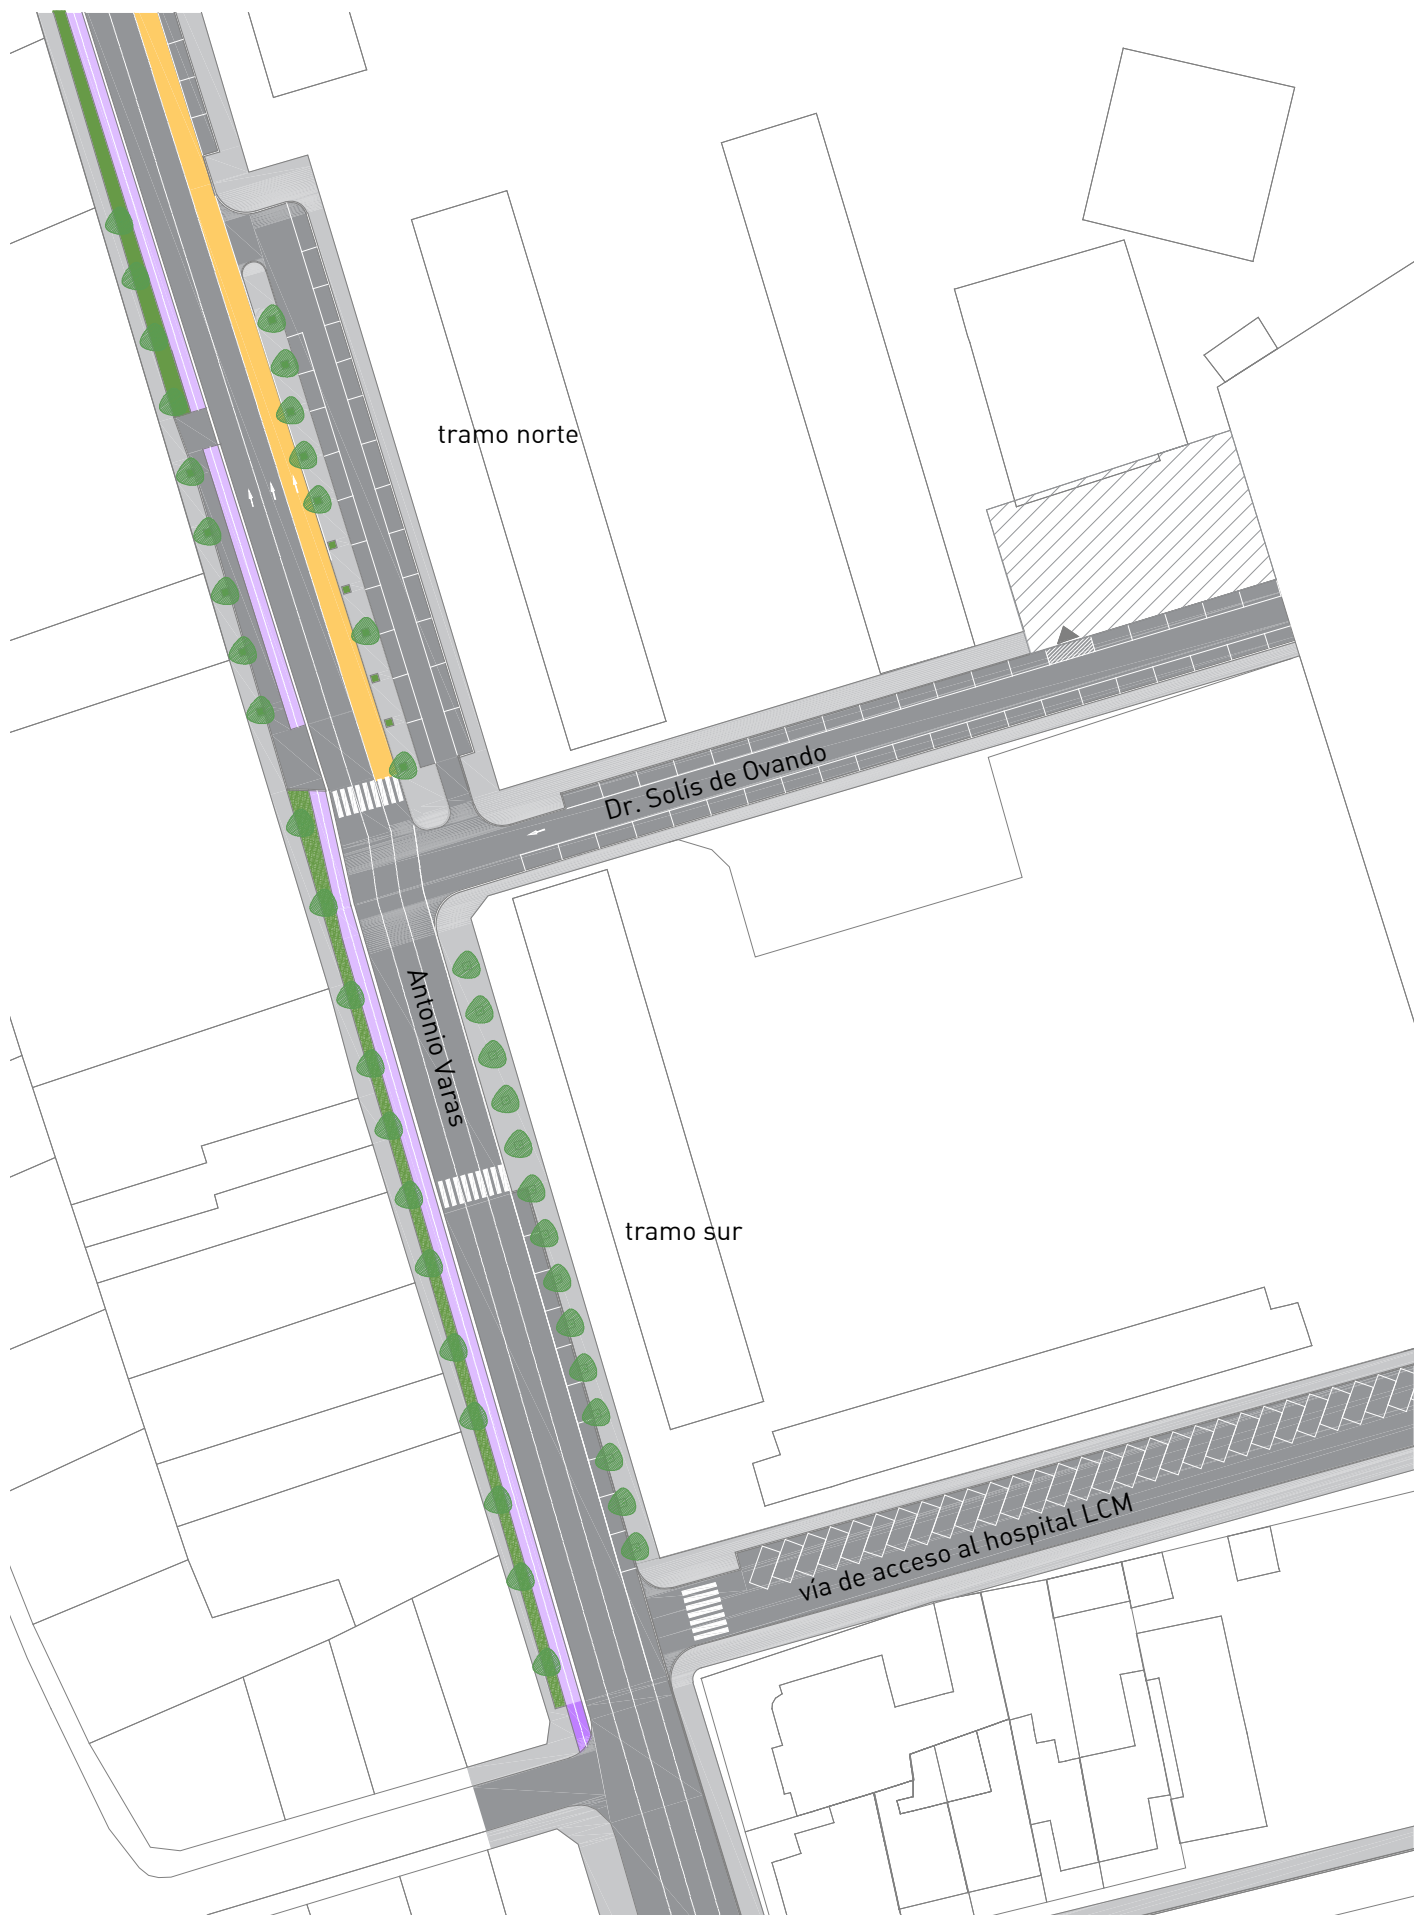 tramo norte
Dr. Solís de Ovando
Antonio Varas
tramo sur
vía de acceso al hospital LCM